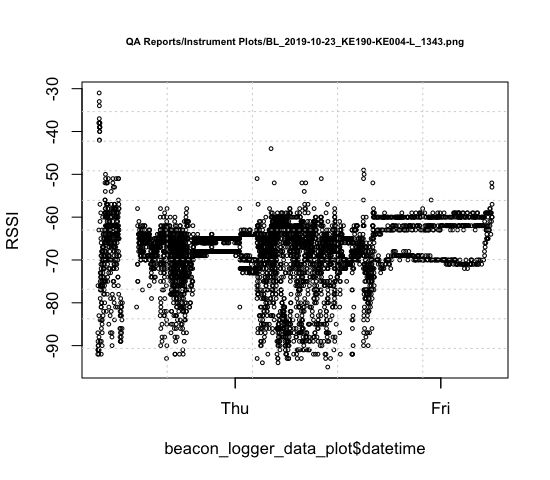 QA Reports/Instrument Plots/BL_2019-10-23_KE190-KE004-L_1343.png
-30
-40
-50
-60
-70
-80
-90
RSSI
Thu
Fri
beacon_logger_data_plot$datetime